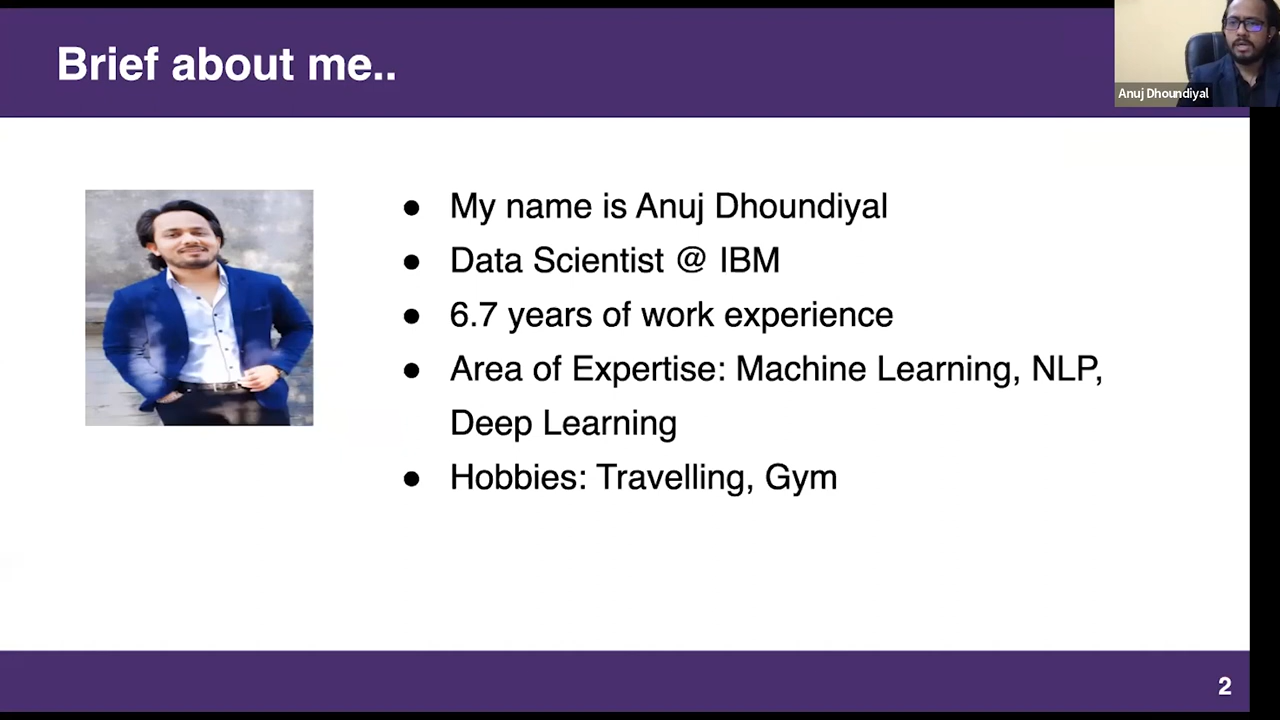 Brief about me..
Anuj Dhoundiyal
● My name is Anuj Dhoundiyal
● Data Scientist @ IBM
● 6.7 years of work experience
● Area of Expertise: Machine Learning, NLP,
Deep Learning
● Hobbies: Travelling, Gym
2